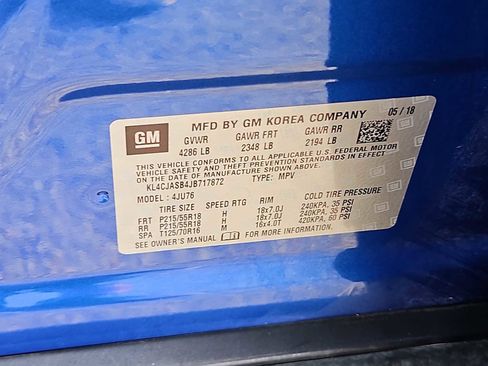 GM
MFD BY GM KOREA COMPANY 05 / 18
GVWR GAWR FRT GAWR RR
4286 LB 2348 LB 2194 LB
THIS VEHICLE CONFORMS TO ALL APPLICABLE U.S. FEDERAL MOTOR
VEHICLE SAFETY, BUMPER, AND THEFT PREVENTION STANDARDS IN EFFECT
ON THE DATE OF MANUFACTURE SHOWN ABOVE.
KL4CJASB4JB717872 TYPE: MPV
MODEL : 4JU76
TIRE SIZE SPEED RTG RIM COLD TIRE PRESSURE
FRT P215/55R18 H 18x7.0J 240KPA, 35 PSI
RR P215/55R18 H 18x7.0J 240KPA, 35 PSI
SPA T125/70R16 M 16x4.0T 420KPA, 60 PSI
SEE OWNER'S MANUAL FOR MORE INFORMATION.